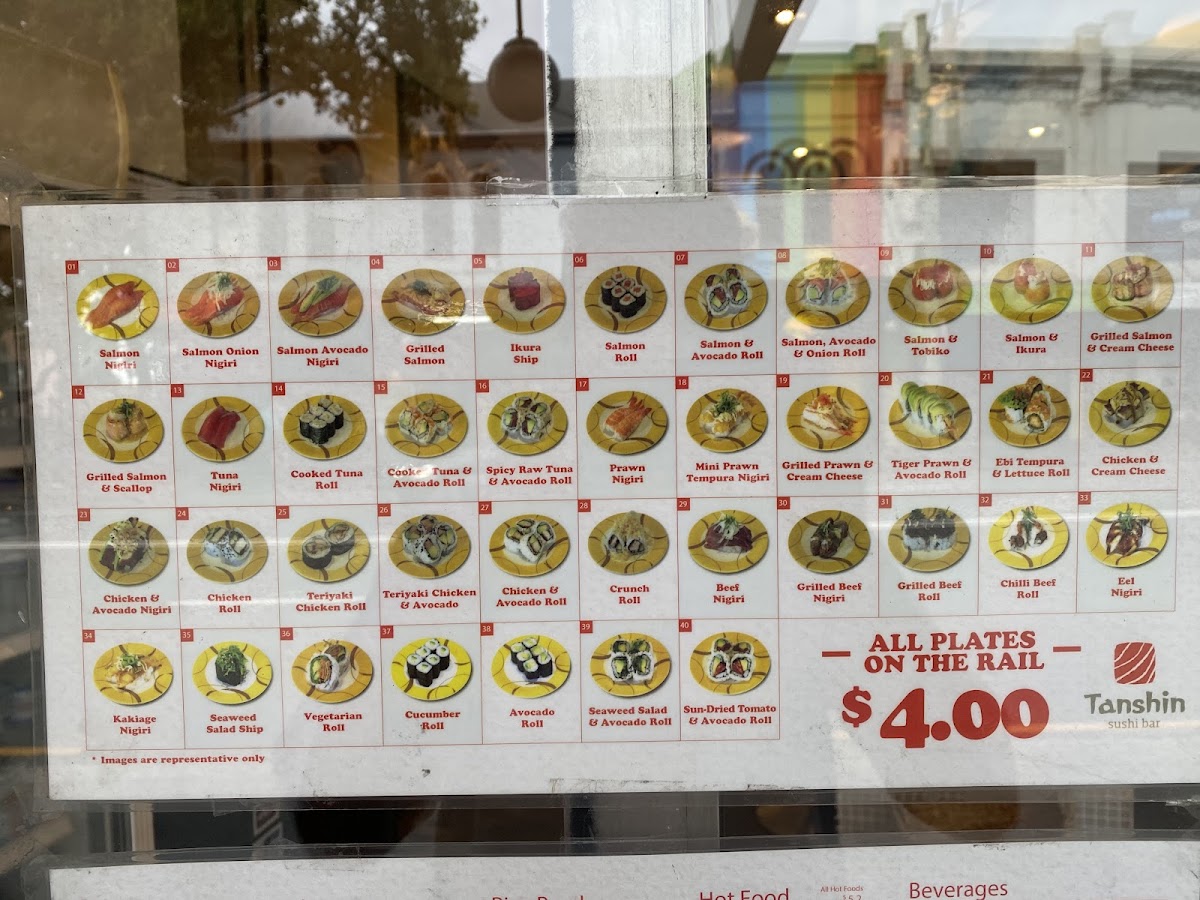 01
Salmon
Nigiri
02
Salmon Onion
Nigiri
03
Salmon Avocado
Nigiri
04
Grilled
Salmon
05
Ikura
Ship
06
Salmon
Roll
07
Salmon &
Avocado Roll
08
Salmon, Avocado
& Onion Roll
09
Salmon &
Tobiko
10
Salmon &
Ikura
11
Grilled Salmon
& Cream Cheese
12
Grilled Salmon
& Scallop
13
Tuna
Nigiri
14
Cooked Tuna
Roll
15
Cooked Tuna &
Avocado Roll
16
Spicy Raw Tuna
& Avocado Roll
17
Prawn
Nigiri
18
Mini Prawn
Tempura Nigiri
19
Grilled Prawn &
Cream Cheese
20
Tiger Prawn &
Avocado Roll
21
Ebi Tempura
& Lettuce Roll
22
Chicken &
Cream Cheese
23
Chicken &
Avocado Nigiri
24
Chicken
Roll
25
Teriyaki
Chicken Roll
26
Teriyaki Chicken
& Avocado
27
Chicken &
Avocado Roll
28
Crunch
Roll
29
Beef
Nigiri
30
Grilled Beef
Nigiri
31
Grilled Beef
Roll
32
Chilli Beef
Roll
33
Eel
Nigiri
34
Kakiage
Nigiri
35
Seaweed
Salad Ship
36
Vegetarian
Roll
37
Cucumber
Roll
38
Avocado
Roll
39
Seaweed Salad
& Avocado Roll
40
Sun-Dried Tomato
& Avocado Roll
ALL PLATES
ON THE RAIL
$4.00
Tanshin
sushi bar
* Images are representative only
Hot Food
All Hot Foods
Beverages